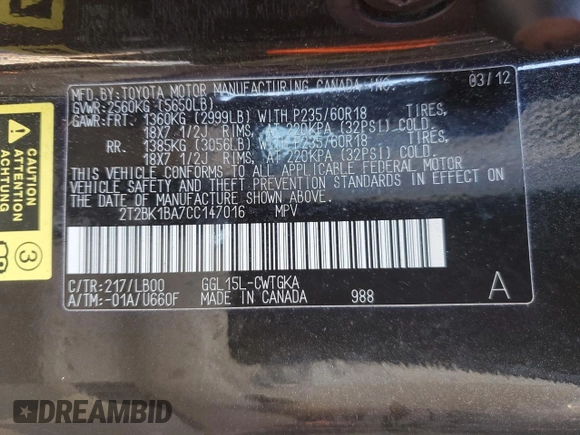 MFD.BY:TOYOTA MOTOR MANUFACTURING CANADA INC. 03/12
GVWR:2560KG (5650LB)
GAWR:FRT. 1360KG (2999LB) WITH P235/60R18 TIRES,
18X7 1/2J RIMS, AT 220KPA (32PSI) COLD
RR. 1385KG (3056LB) WITH P235/60R18 TIRES,
18X7 1/2J RIMS, AT 220KPA (32PSI) COLD
THIS VEHICLE CONFORMS TO ALL APPLICABLE FEDERAL MOTOR
VEHICLE SAFETY AND THEFT PREVENTION STANDARDS IN EFFECT ON
THE DATE OF MANUFACTURE SHOWN ABOVE.
2T2BK1BA7CC147016 MPV
C/TR:217/LB00 GGL15L-CWTGKA
A/TM:-01A/U660F MADE IN CANADA 988 A
CAUTION
ATTENTION
ACHTUNG
3
DREAMBID